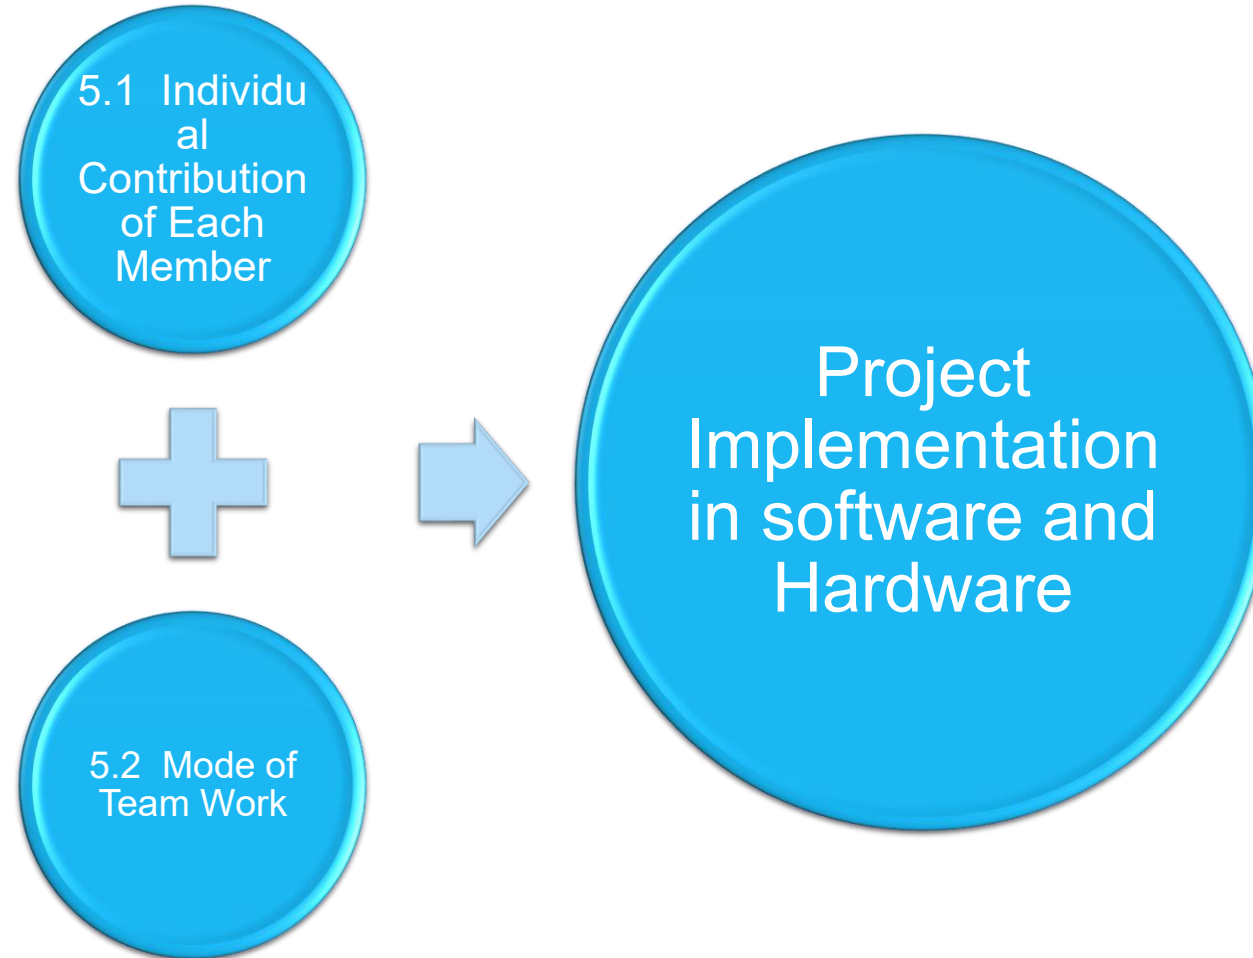 5.1  Individu
al
Contribution
of Each
Member
5.2  Mode of
Team Work
Project
Implementation
in software and
Hardware